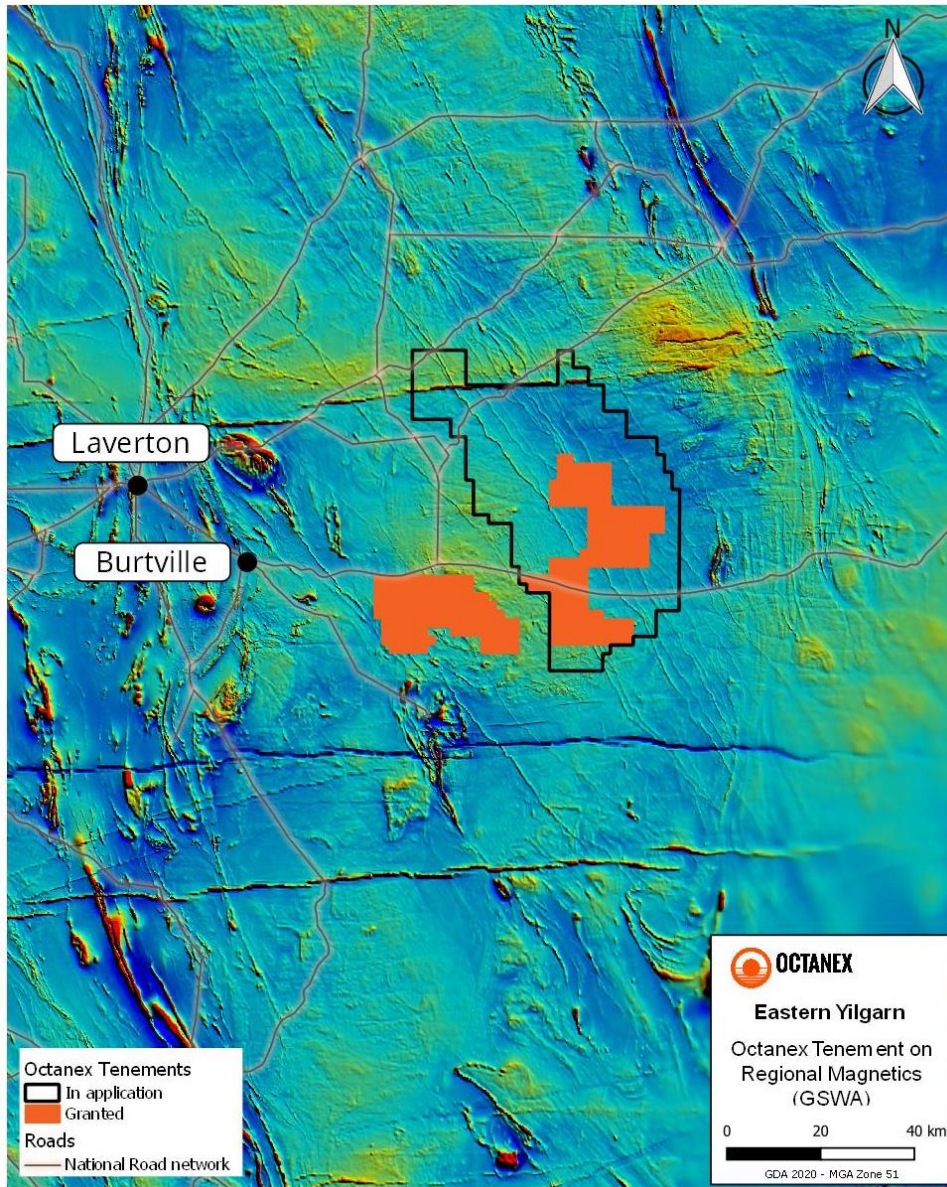 N
Laverton
Burtville
Octanex Tenements
In application
Granted
Roads
National Road network
OCTANEX
Eastern Yilgarn
Octanex Tenement on
Regional Magnetics
(GSWA)
0 20 40 km
GDA 2020 - MGA Zone 51